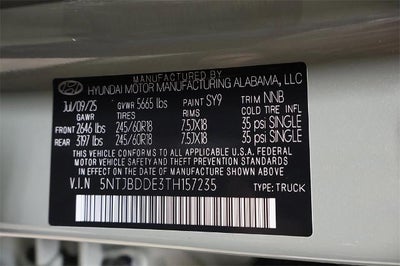 MANUFACTURED BY
HYUNDAI MOTOR MANUFACTURING ALABAMA, LLC
Jul/09/25 GVWR 5665 lbs PAINT SY9 TRIM NNB
GAWR TIRES: RIMS: COLD TIRE INFL
FRONT 2646 lbs 245/60R18 7.5JX18 35 psi SINGLE
REAR 3197 lbs 245/60R18 7.5JX18 35 psi SINGLE
THIS VEHICLE CONFORMS TO ALL APPLICABLE U.S. FEDERAL
MOTOR VEHICLE SAFETY AND THEFT PREVENTION STANDARDS
IN EFFECT ON THE DATE OF MANUFACTURE SHOWN ABOVE.
V.I.N 5NTJBDDE3TH157235 TYPE: TRUCK